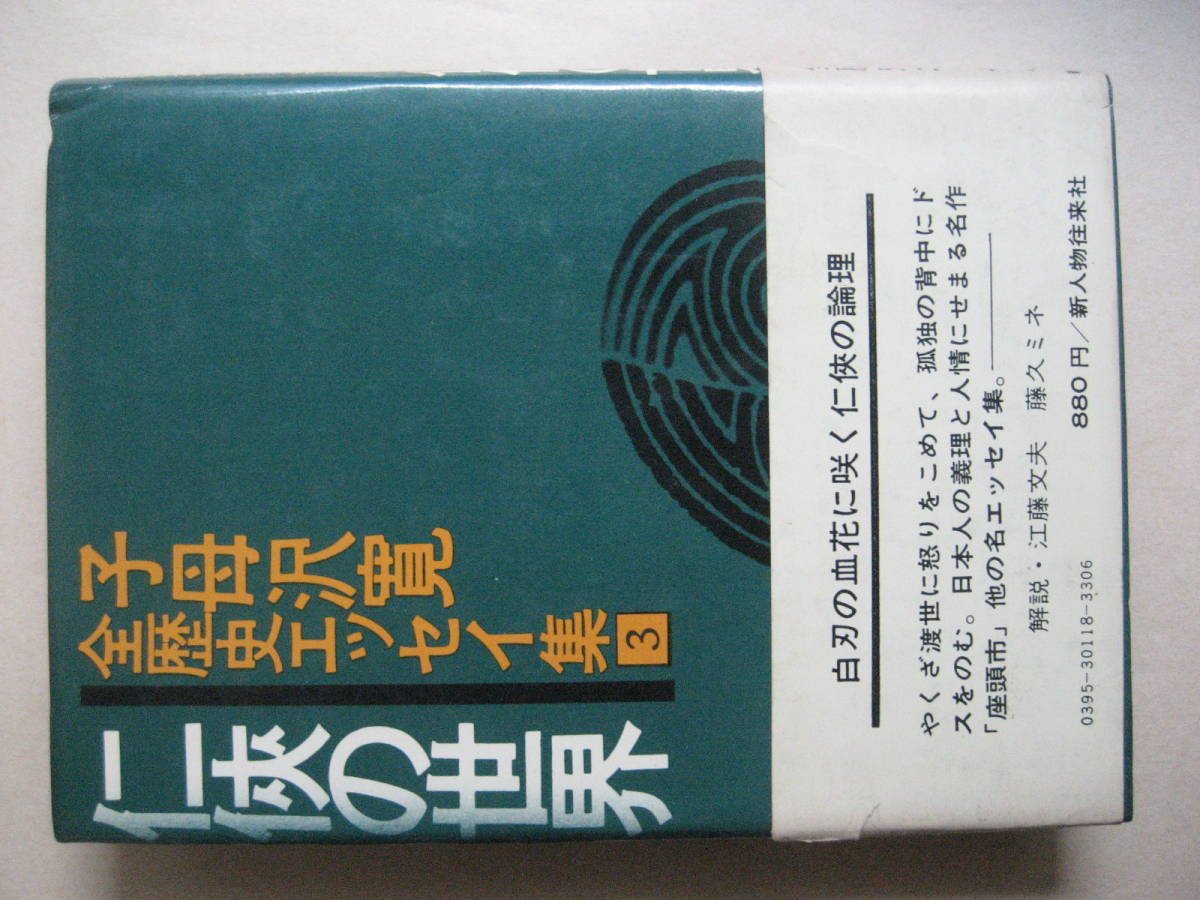 子母沢寛
全歴史エッセイ集3
仁侠の世界
白刃の血花に咲く仁侠の論理
やくざ渡世に怒りをこめて、孤独の背中にド
スをのむ。日本人の義理と人情にせまる名作
「座頭市」他の名エッセイ集。
解説・江藤文夫 藤久ミネ
0395-30118-3306
880円/新人物往来社